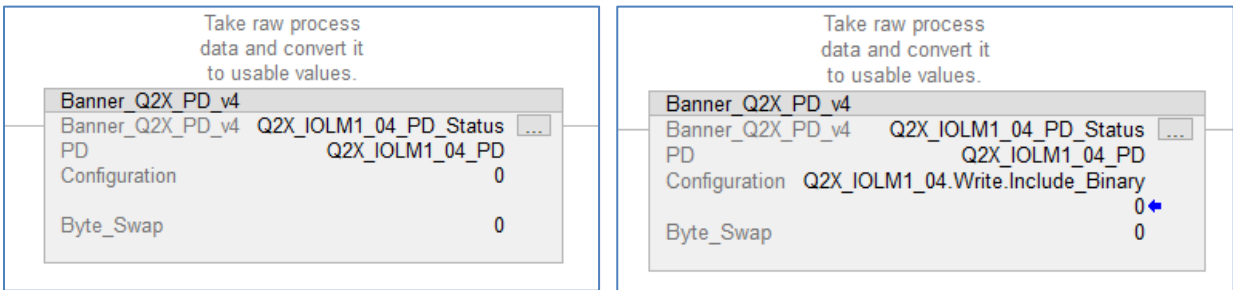 Take raw process
data and convert it
to usable values.
Banner_Q2X_PD_v4
Banner_Q2X_PD_v4 Q2X_IOLM1_04_PD_Status ...
PD Q2X_IOLM1_04_PD
Configuration 0
Byte_Swap 0
Take raw process
data and convert it
to usable values.
Banner_Q2X_PD_v4
Banner_Q2X_PD_v4 Q2X_IOLM1_04_PD_Status ...
PD Q2X_IOLM1_04_PD
Configuration Q2X_IOLM1_04.Write.Include_Binary
0
Byte_Swap 0